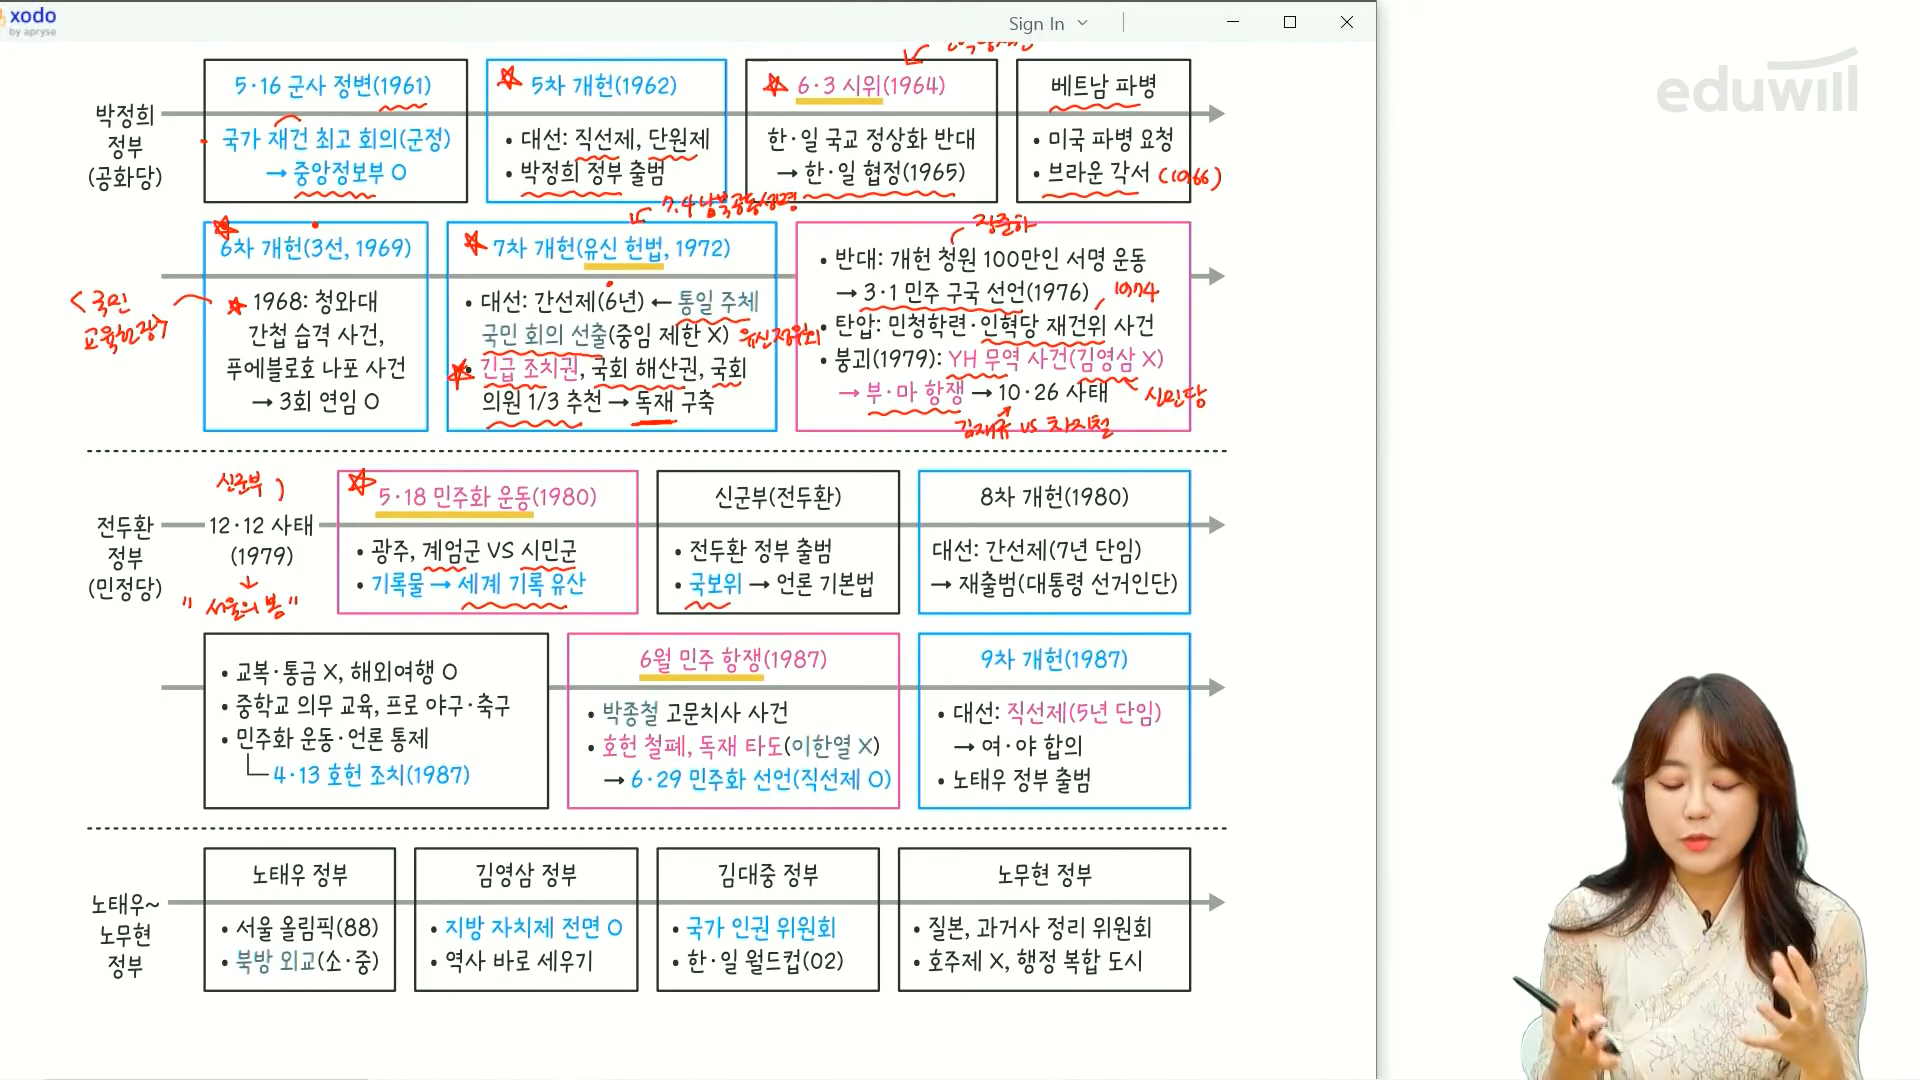 xodo
by apryse
Sign In
eduwill
박정희
정부
(공화당)
5·16 군사 정변(1961)
국가 재건 최고 회의(군정)
→ 중앙정보부 O
5차 개헌(1962)
• 대선: 직선제, 단원제
• 박정희 정부 출범
6·3 시위(1964)
한·일 국교 정상화 반대
→ 한·일 협정(1965)
베트남 파병
• 미국 파병 요청
• 브라운 각서 (1966)
7.4 남북공동성명
6차 개헌(3선, 1969)
1968: 청와대
간첩 습격 사건,
푸에블로호 나포 사건
→ 3회 연임 O
<국민
교육헌장>
7차 개헌(유신 헌법, 1972)
• 대선: 간선제(6년) ← 통일 주체
국민 회의 선출(중임 제한 X) 유신정우회
• 긴급 조치권, 국회 해산권, 국회
의원 1/3 추천 → 독재 구축
장준하
• 반대: 개헌 청원 100만인 서명 운동
→ 3·1 민주 구국 선언(1976) 1974
• 탄압: 민청학련·인혁당 재건위 사건
• 붕괴(1979): YH 무역 사건(김영삼 X)
→ 부·마 항쟁 → 10·26 사태 신민당
김재규 vs 차지철
전두환
정부
(민정당)
신군부
12·12 사태
(1979)
"서울의 봄"
5·18 민주화 운동(1980)
• 광주, 계엄군 VS 시민군
• 기록물 → 세계 기록 유산
신군부(전두환)
• 전두환 정부 출범
• 국보위 → 언론 기본법
8차 개헌(1980)
대선: 간선제(7년 단임)
→ 재출범(대통령 선거인단)
• 교복·통금 X, 해외여행 O
• 중학교 의무 교육, 프로 야구·축구
• 민주화 운동·언론 통제
4·13 호헌 조치(1987)
6월 민주 항쟁(1987)
• 박종철 고문치사 사건
• 호헌 철폐, 독재 타도(이한열 X)
→ 6·29 민주화 선언(직선제 O)
9차 개헌(1987)
• 대선: 직선제(5년 단임)
→ 여·야 합의
• 노태우 정부 출범
노태우~
노무현
정부
노태우 정부
• 서울 올림픽(88)
• 북방 외교(소·중)
김영삼 정부
• 지방 자치제 전면 O
• 역사 바로 세우기
김대중 정부
• 국가 인권 위원회
• 한·일 월드컵(02)
노무현 정부
• 질본, 과거사 정리 위원회
• 호주제 X, 행정 복합 도시